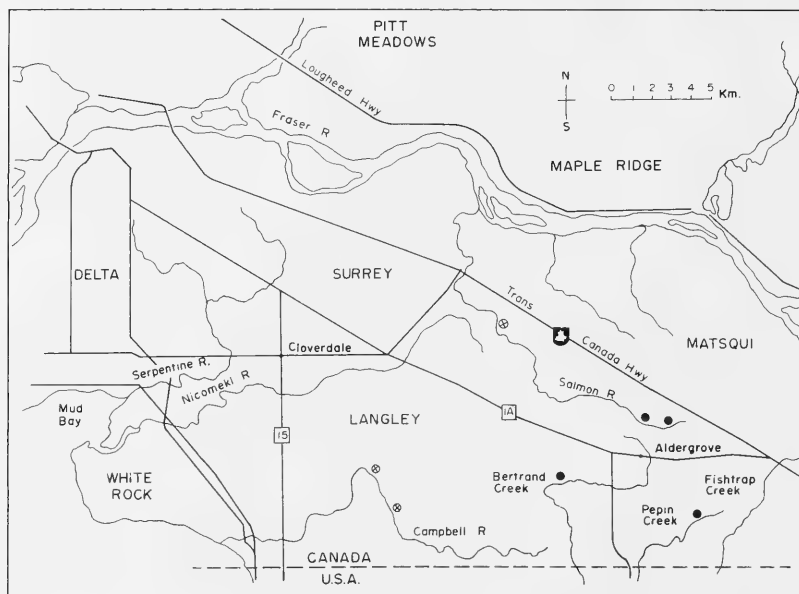 PITT
MEADOWS
Lougheed Hwy
Fraser R
N
S
0 1 2 3 4 5 Km.
MAPLE RIDGE
DELTA
SURREY
Trans
Canada Hwy
MATSQUI
Cloverdale
Serpentine R.
Nicomekl R
Salmon R
Mud
Bay
LANGLEY
1A
15
Aldergrove
WHITE
ROCK
Bertrand
Creek
Fishtrap
Creek
Pepin
Creek
Campbell R
CANADA
U.S.A.